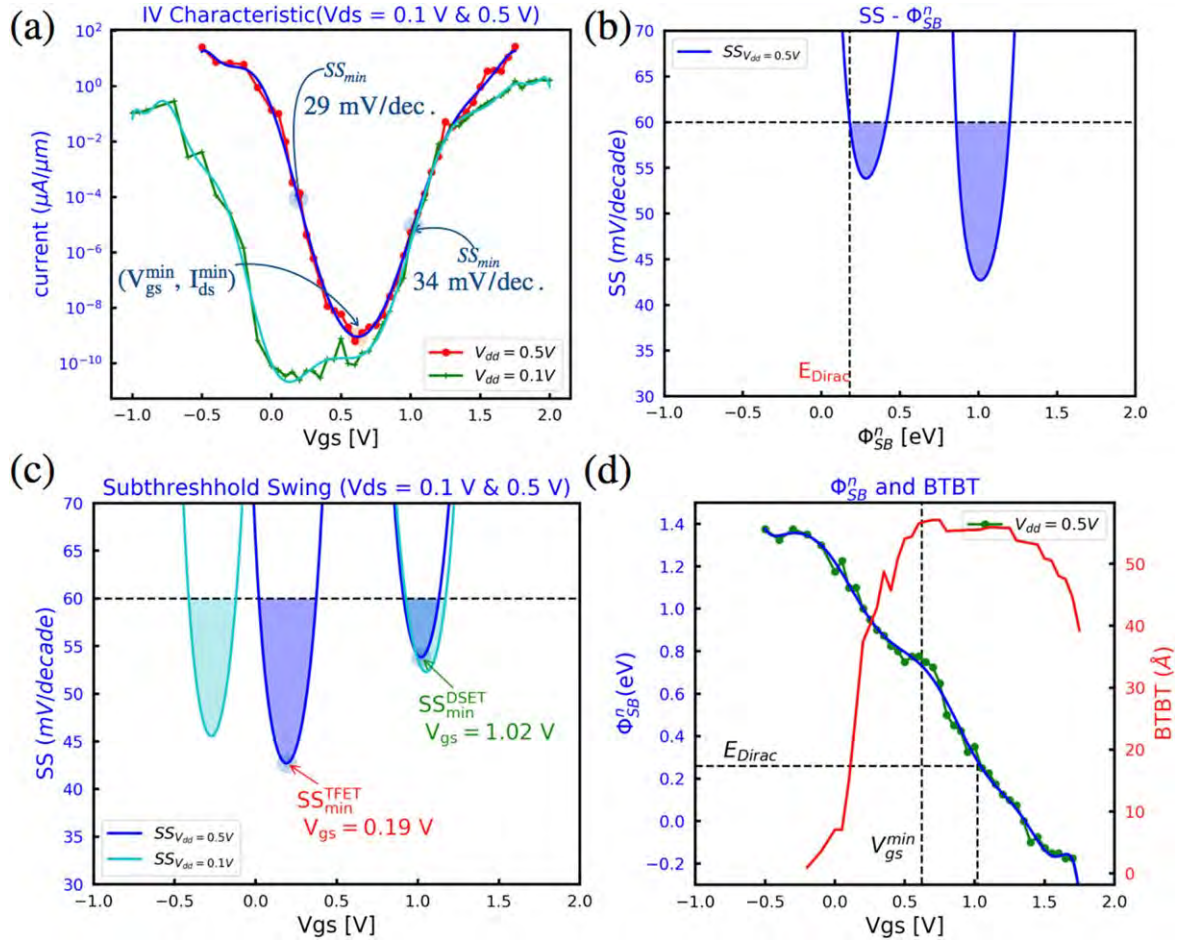 (a)
IV Characteristic(Vds = 0.1 V & 0.5 V)
10²
10⁰
10⁻²
10⁻⁴
10⁻⁶
10⁻⁸
10⁻¹⁰
current (μA/μm)
SS_min
29 mV/dec .
SS_min
34 mV/dec .
(V_gs^min, I_ds^min)
V_dd = 0.5V
V_dd = 0.1V
−1.0 −0.5 0.0 0.5 1.0 1.5 2.0
Vgs [V]
(b)
SS - Φ_SB^n
SS_{V_dd = 0.5V}
70
65
60
55
50
45
40
35
30
SS (mV/decade)
E_Dirac
−1.0 −0.5 0.0 0.5 1.0 1.5 2.0
Φ_SB^n [eV]
(c)
Subthreshhold Swing (Vds = 0.1 V & 0.5 V)
70
65
60
55
50
45
40
35
30
SS (mV/decade)
SS_min^DSET
V_gs = 1.02 V
SS_min^TFET
V_gs = 0.19 V
SS_{V_dd = 0.5V}
SS_{V_dd = 0.1V}
−1.0 −0.5 0.0 0.5 1.0 1.5 2.0
Vgs [V]
(d)
Φ_SB^n and BTBT
V_dd = 0.5V
1.4
1.2
1.0
0.8
0.6
0.4
0.2
0.0
−0.2
Φ_SB^n(eV)
E_Dirac
V_gs^min
50
40
30
20
10
0
BTBT (Å)
−1.0 −0.5 0.0 0.5 1.0 1.5 2.0
Vgs [V]